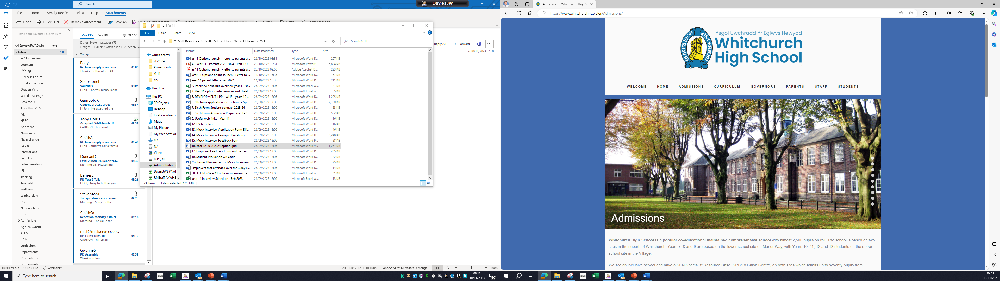 Search
DaviesJW
File Home Send / Receive View Help Attachments
Open Quick Print Remove Attachment Save As
Drag Your Favorite Folders Here
DaviesJW@whitchurch.c...
Inbox 18
Yr 11 interviews 1
Logmein
Unifrog
Business Forum
Child Protection
Oregon Visit
World challenge
Governors
Targetting 2022
IVET
HSBC
Appeals 22
Numeracy
NZ exchange
results
International
Sixth Form
virtual meetings
IFS
Tracking
Timetable
Wellbeing
seating plans
BCS
National teast
BTEC
Admissions
Agoreb Cymru
ALPS
BAME
curriculum
Departments
Destinations
Duty e-mails
Focused Other By Date
Other: New messages (7)
HedgesP, FullickD, StevensonT, DuncanD, C
Today
PollyL
Re: Increasingly serious inc... 09:05
Thanks for this Alun. All
ShepstoneL
Vouchers 09:04
Hi all, Can you please make
GamboldK
Options process slides 08:54
Hi Jon, I've attached the
Toby Harris
Accepted: Whitchurch Hig... 08:52
CAUTION: This email
SmithA
RE: Increasingly serious inc... 08:40
Hi all Could we ask a favour
DuncanD
Level 2 Mop Up Report 9.1... 08:32
Morning all, Please find
BarnesL
RE: Year 9 Talk 08:26
Hi All, Sorry to bother you
StevensonT
Today's absence and cover 08:23
Morning, Sorry for the
SmithSa
Reflection Monday 13th N... 08:16
Morning, The value for
mist@mistservices.co...
RE: Latest Nova file 08:12
CAUTION: This email
GwynneS
RE: Assembly 07:58
Thank you Jon.
Yr 11
File Home Share View
Staff Resources > Staff - SLT > DaviesJW > Options > Yr 11
Search Yr 11
Quick access
2023-24
Powerpoints
Yr 11
Yr9
OneDrive
This PC
3D Objects
Desktop
Inset on whs-sp-
Music
My Pictures
My Web Sites on
N:\
N:\
Videos
ESP (D:)
Administration (
DaviesJW$ (\\wh
RMStaff (\\WHS
Name Date modified Type Size
Yr 11 Options launch - letter to parents a... 26/10/2023 08:31 Microsoft Word D... 267 KB
A - Year 11 - Parents 2023-2024 - Part 1 O... 23/10/2023 10:31 Microsoft PowerP... 5,804 KB
Yr 11 Options launch - letter to parents a... 23/10/2023 09:50 Adobe Acrobat D... 223 KB
Year 11 Options online launch - Letter to ... 11/10/2023 15:35 Microsoft Word D... 167 KB
Year 11 parent letter - Dec 2022 11/10/2023 15:35 Microsoft Word D... 211 KB
2. Interview schedule overview year 11 20... 26/09/2023 13:05 Microsoft Excel W... 21 KB
3. Year 11 options interviews record sheet... 26/09/2023 13:05 Microsoft Excel W... 65 KB
5. DEVELOPMENT ILPP - WHS - years 10 ... 26/09/2023 13:05 Microsoft Word D... 1,205 KB
6. 6th form application instructions - Ap... 26/09/2023 13:05 Microsoft Word D... 2,109 KB
7. Sixth Form Student contract 2023-24 26/09/2023 13:05 Microsoft Word D... 23 KB
8. Sixth Form Admission Requirements 2... 26/09/2023 13:05 Microsoft Word D... 502 KB
9. Useful web links - Year 11 26/09/2023 13:05 Microsoft Word D... 16 KB
12. CV template 26/09/2023 13:05 Microsoft Word D... 16 KB
13. Mock Interview Application Form Bili... 26/09/2023 13:05 Microsoft Word D... 146 KB
14. Mock Interview Example Questions 26/09/2023 13:05 Microsoft Word D... 2,248 KB
15. Mock Interview Feedback Form 26/09/2023 13:05 Microsoft Word 9... 28 KB
16. Year 12 2023-2024 option grid 26/09/2023 13:05 Microsoft Word 9... 1,261 KB
17. Employer Feedback Form on the day 26/09/2023 13:05 Microsoft Word D... 485 KB
18. Student Evaluation QR Code 26/09/2023 13:05 Microsoft Word D... 22 KB
Confirmed Businesses for Mock Interviews 26/09/2023 13:05 Microsoft Word D... 25 KB
Employers that attended over the 3 days ... 26/09/2023 13:05 Microsoft Word D... 14 KB
FILLED IN - Year 11 options interviews re... 26/09/2023 13:05 Microsoft Excel W... 81 KB
Year 11 Interview Schedule - Feb 2023 26/09/2023 13:05 Microsoft Excel W... 13 KB
23 items 1 item selected 1.23 MB
Reply All Forward
Fri 10/11/2023 07:50
Items: 69,875 Unread: 18 Reminders: 1 All folders are up to date. Connected to: Microsoft Exchange 100%
Type here to search
SIMS
09:11
10/11/2023
20
Admissions - Whitchurch High S
https://www.whitchurchhs.wales/Admissions/
ALBUM MON ASTERIUM
Ysgol Uwchradd Yr Eglwys Newydd
Whitchurch
High School
WELCOME HOME ADMISSIONS CURRICULUM GOVERNORS PARENTS STAFF STUDENTS
Admissions
Whitchurch High School is a popular co-educational maintained comprehensive school with almost 2,500 pupils on roll. The school is based on two
sites in the suburb of Whitchurch. Years 7, 8 and 9 are based on the lower school site off Manor Way, with Years 10, 11, 12 and 13 students on the upper
school site in the Village.
We are an inclusive school and have a SEN Specialist Resource Base (SRB/Ty Calon Centre) on both sites which admits up to seventy pupils from
SIMS
09:11
10/11/2023